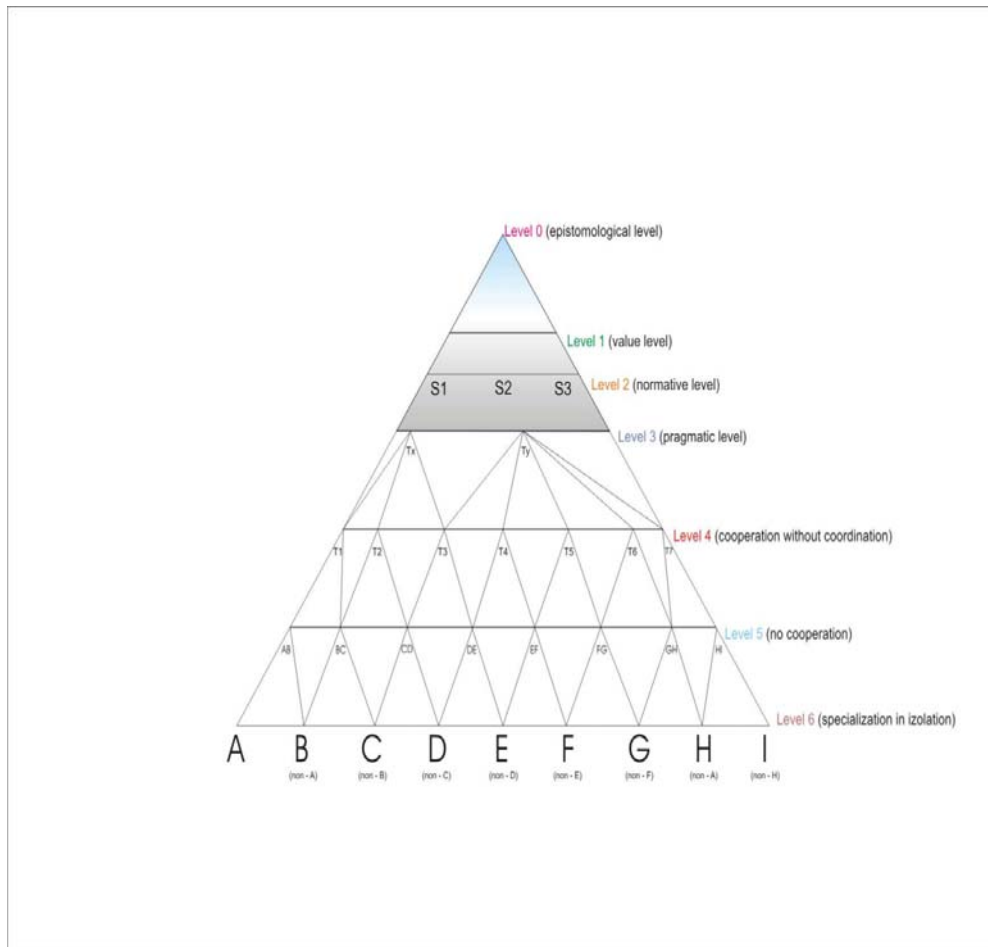 Level 0 (epistomological level)
Level 1 (value level)
S1 S2 S3 Level 2 (normative level)
Level 3 (pragmatic level)
Tx Ty
Level 4 (cooperation without coordination)
T1 T2 T3 T4 T5 T6 T7
Level 5 (no cooperation)
AB BC CD DE EF FG GH HI
Level 6 (specialization in izolation)
A B C D E F G H I
(non - A) (non - B) (non - C) (non - D) (non - E) (non - F) (non - A) (non - H)